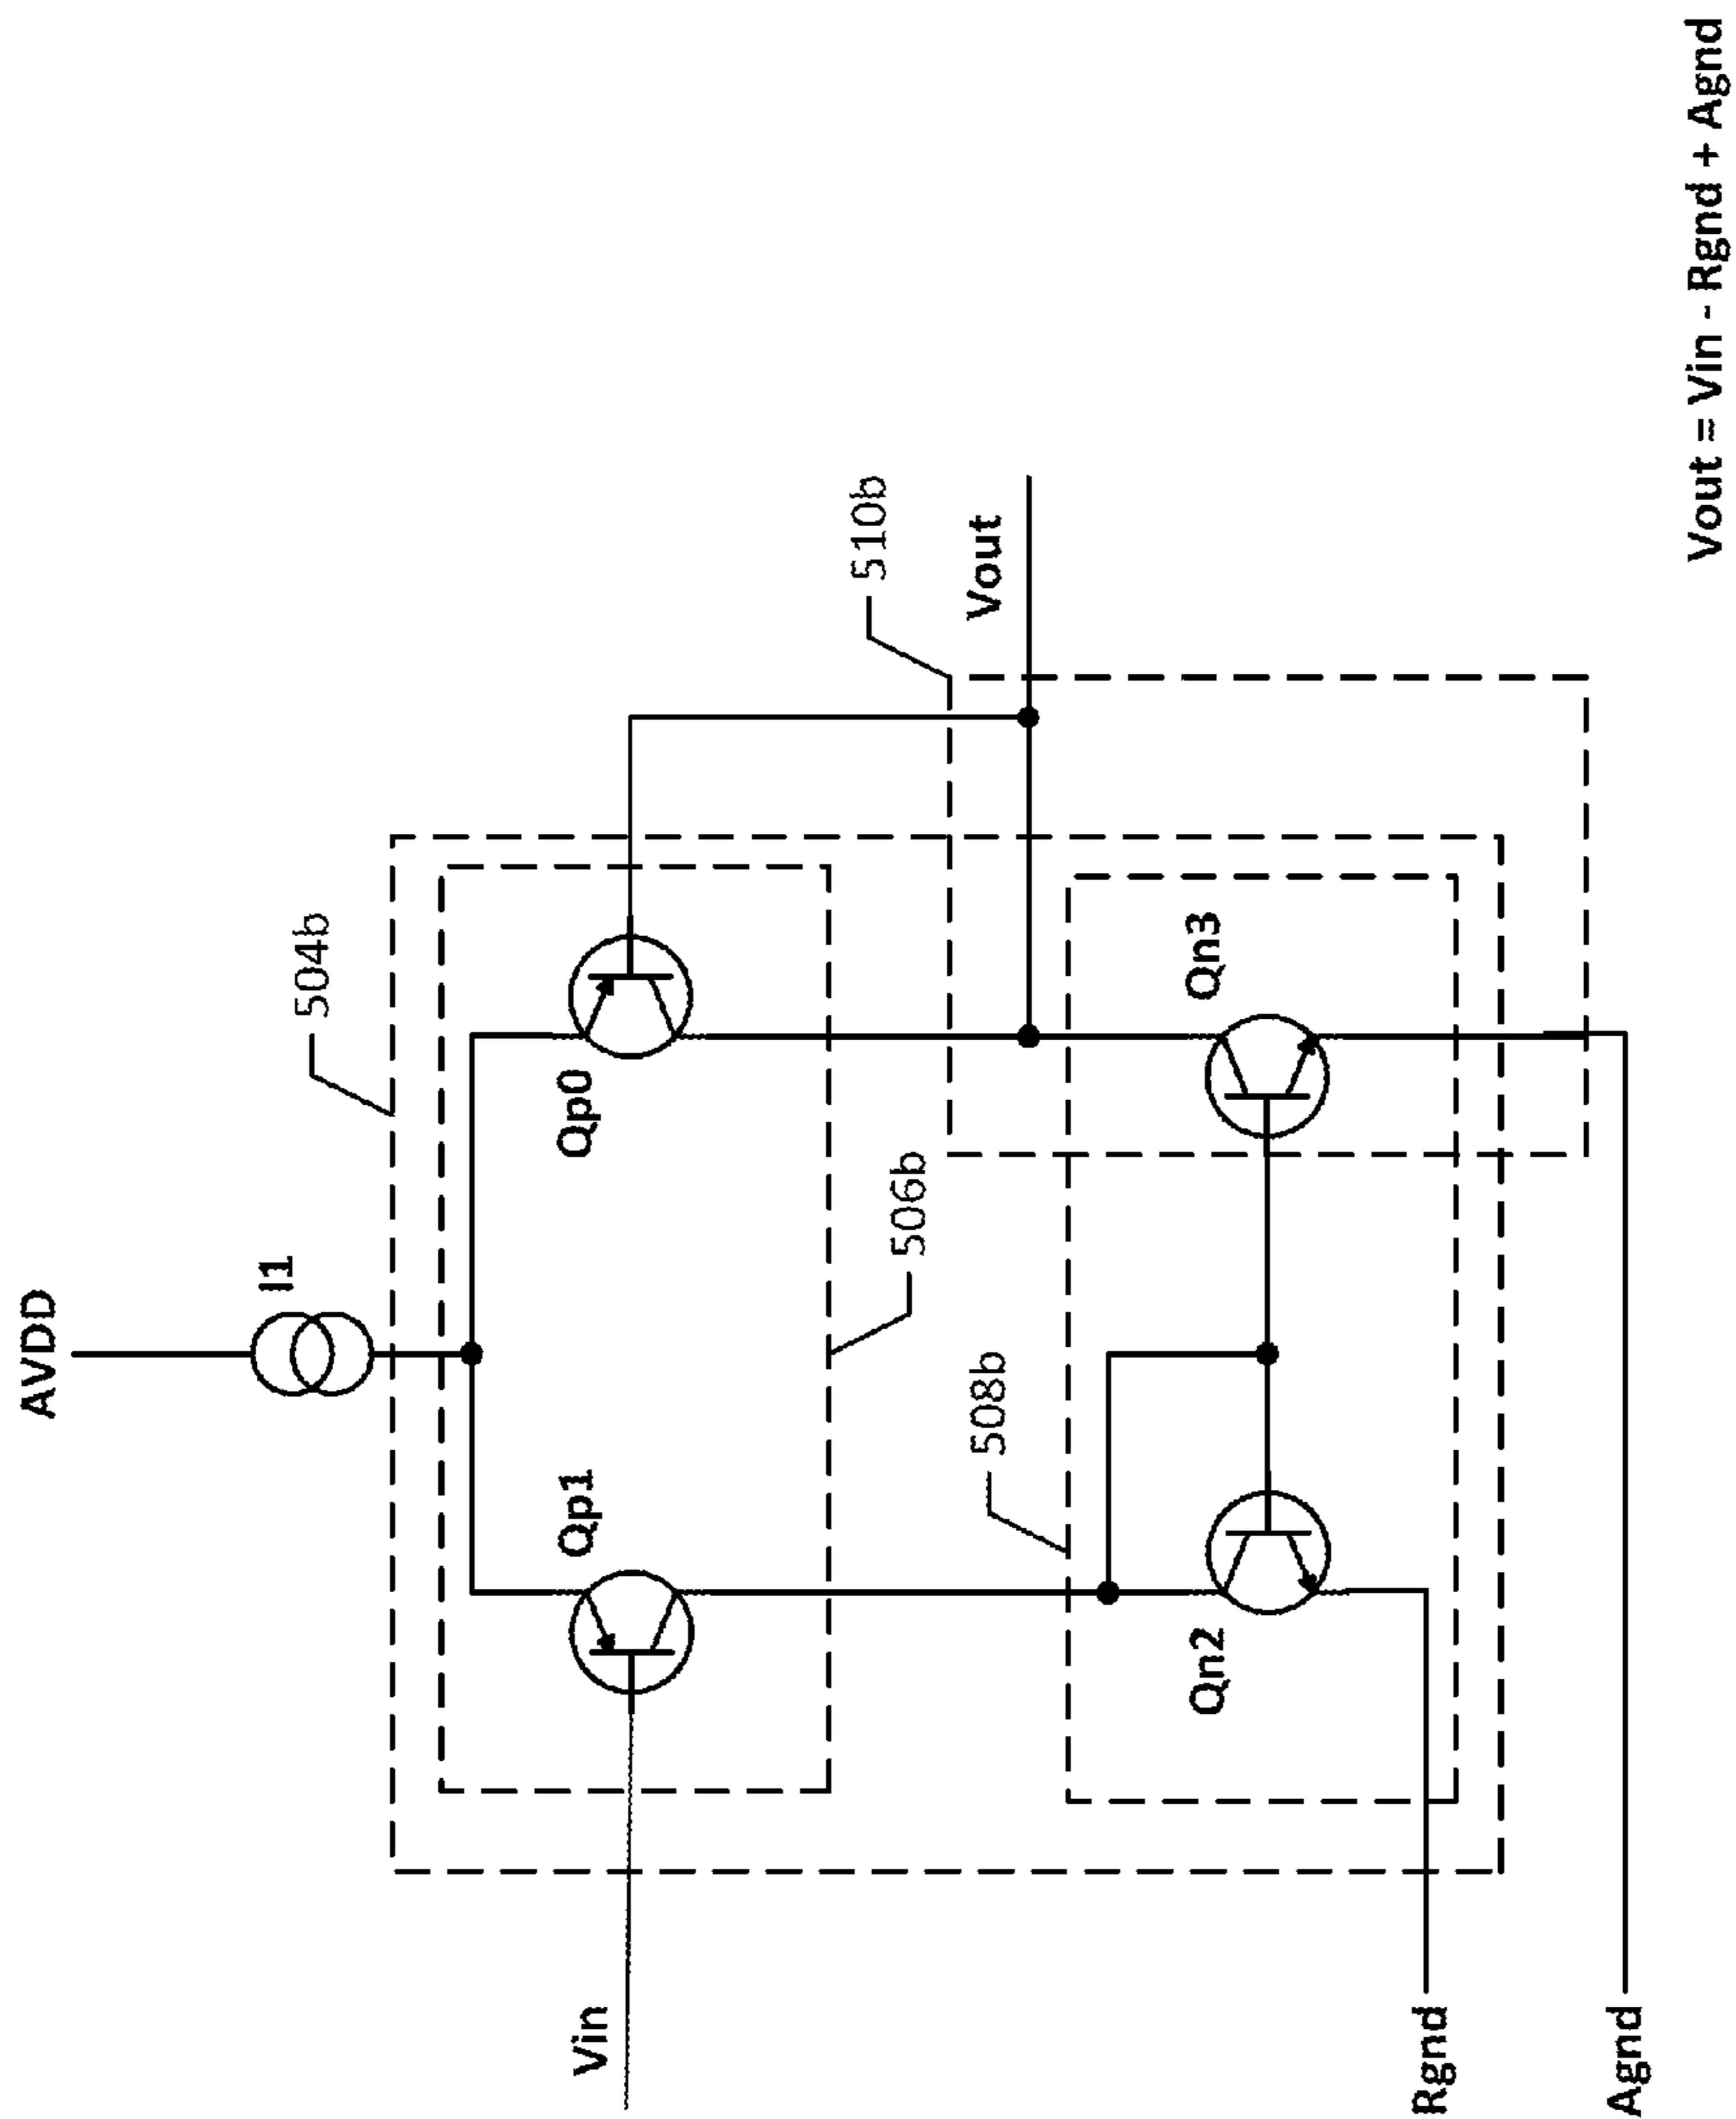 AVDD
I1
504b
Qp1
Qp0
510b
506b
Vin
Vout
508b
Qn2
Qn3
Rgnd
Agnd
Vout = Vin - Rgnd + Agnd